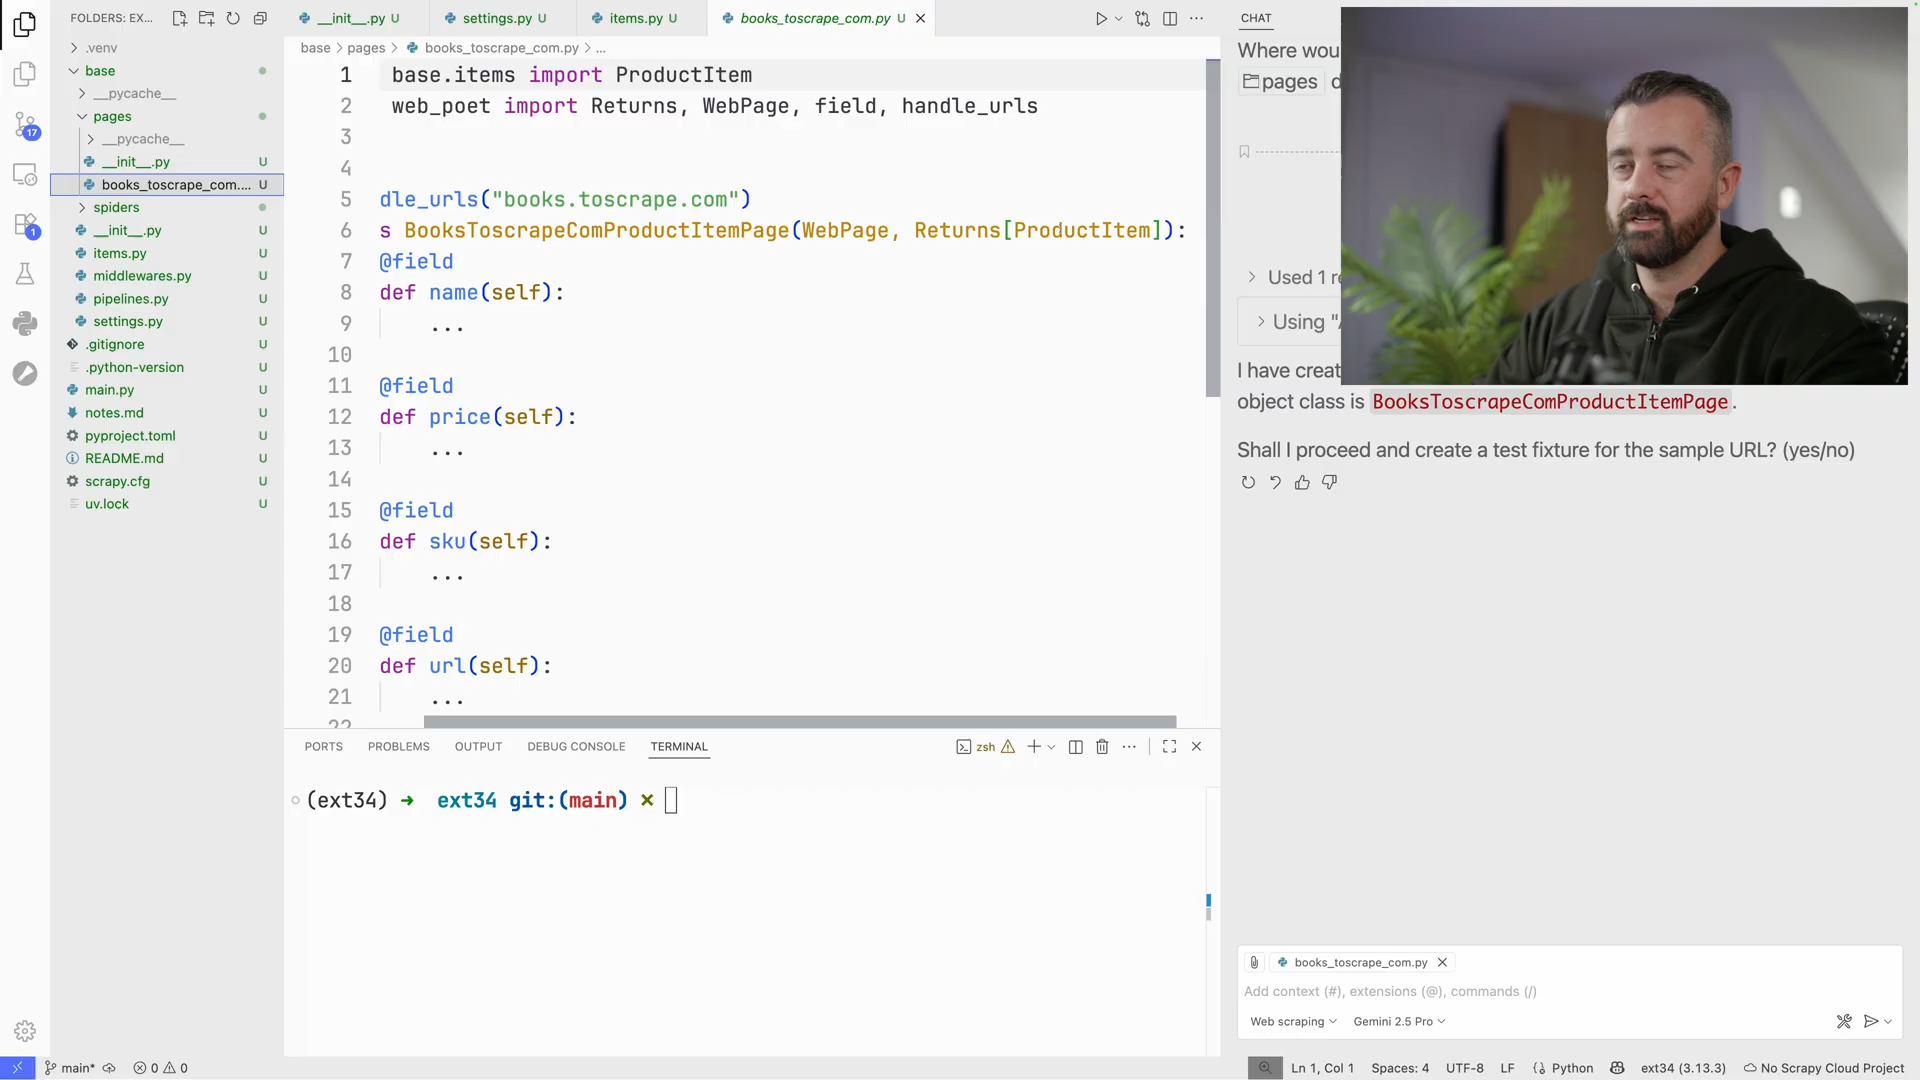 FOLDERS: EX...
.venv
base
__pycache__
pages
__pycache__
__init__.py U
books_toscrape_com.... U
spiders
__init__.py U
items.py U
middlewares.py U
pipelines.py U
settings.py U
.gitignore U
.python-version U
main.py U
notes.md U
pyproject.toml U
README.md U
scrapy.cfg U
uv.lock U
17
1
__init__.py U
settings.py U
items.py U
books_toscrape_com.py U
base > pages > books_toscrape_com.py > ...
1 base.items import ProductItem
2 web_poet import Returns, WebPage, field, handle_urls
3
4
5 dle_urls("books.toscrape.com")
6 s BooksToscrapeComProductItemPage(WebPage, Returns[ProductItem]):
7 @field
8 def name(self):
9 ...
10
11 @field
12 def price(self):
13 ...
14
15 @field
16 def sku(self):
17 ...
18
19 @field
20 def url(self):
21 ...
22
PORTS PROBLEMS OUTPUT DEBUG CONSOLE TERMINAL
zsh
(ext34) ➜ ext34 git:(main) ✗
CHAT
Where wou
pages d
Used 1 re
Using "
I have creat
object class is BooksToscrapeComProductItemPage.
Shall I proceed and create a test fixture for the sample URL? (yes/no)
books_toscrape_com.py
Add context (#), extensions (@), commands (/)
Web scraping Gemini 2.5 Pro
main* 0 0
Ln 1, Col 1 Spaces: 4 UTF-8 LF Python ext34 (3.13.3) No Scrapy Cloud Project